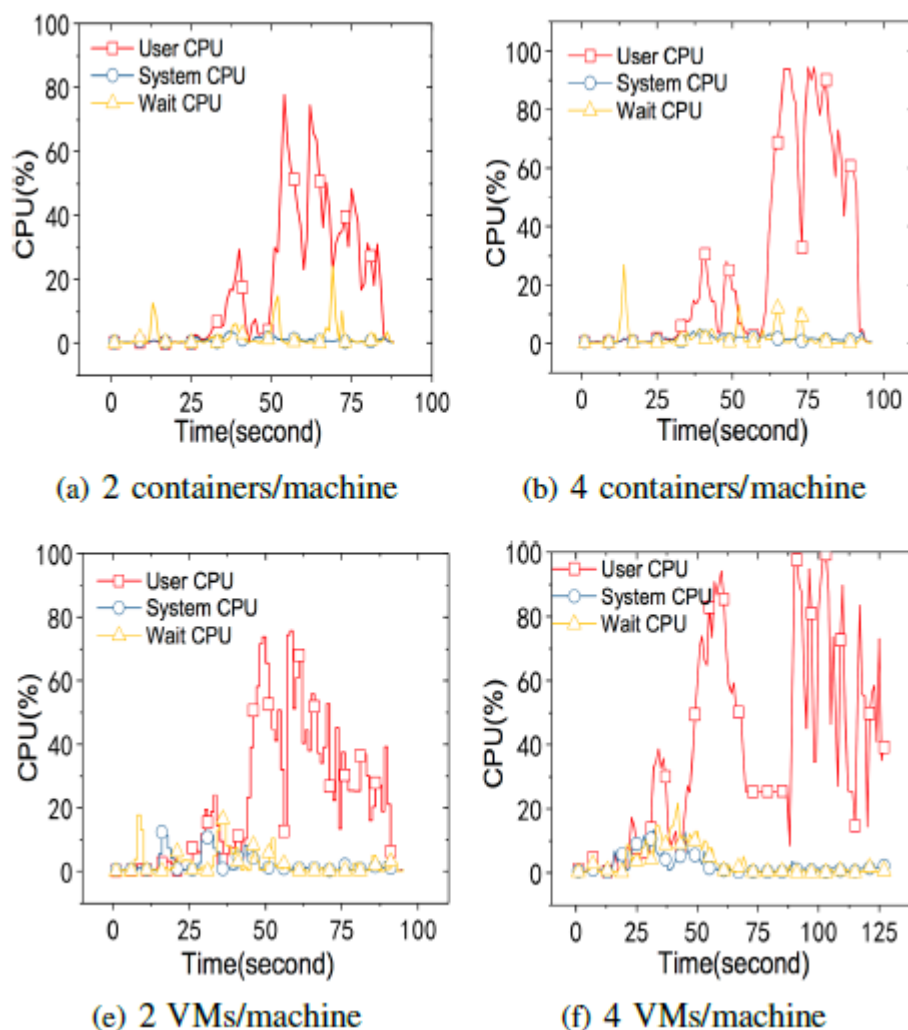 100
80
60
40
20
0
CPU(%)
User CPU
System CPU
Wait CPU
0 25 50 75 100
Time(second)
(a) 2 containers/machine
100
80
60
40
20
0
CPU(%)
User CPU
System CPU
Wait CPU
0 25 50 75 100
Time(second)
(b) 4 containers/machine
100
80
60
40
20
0
CPU(%)
User CPU
System CPU
Wait CPU
0 25 50 75 100
Time(second)
(e) 2 VMs/machine
100
80
60
40
20
0
CPU(%)
User CPU
System CPU
Wait CPU
0 25 50 75 100 125
Time(second)
(f) 4 VMs/machine